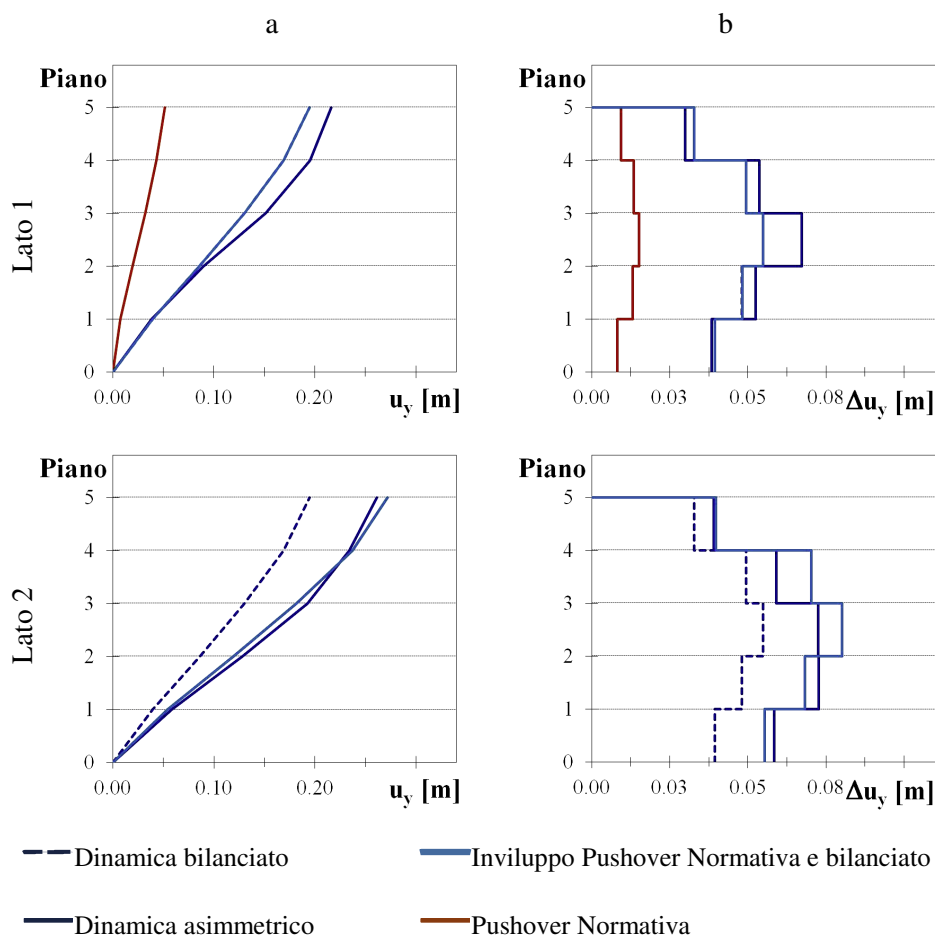 a
b
Piano
5
4
3
2
1
0
0.00
0.10
0.20
u_y [m]
Lato 1
Piano
5
4
3
2
1
0
0.00
0.03
0.05
0.08
Δu_y [m]
Piano
5
4
3
2
1
0
0.00
0.10
0.20
u_y [m]
Lato 2
Piano
5
4
3
2
1
0
0.00
0.03
0.05
0.08
Δu_y [m]
Dinamica bilanciato
Inviluppo Pushover Normativa e bilanciato
Dinamica asimmetrico
Pushover Normativa